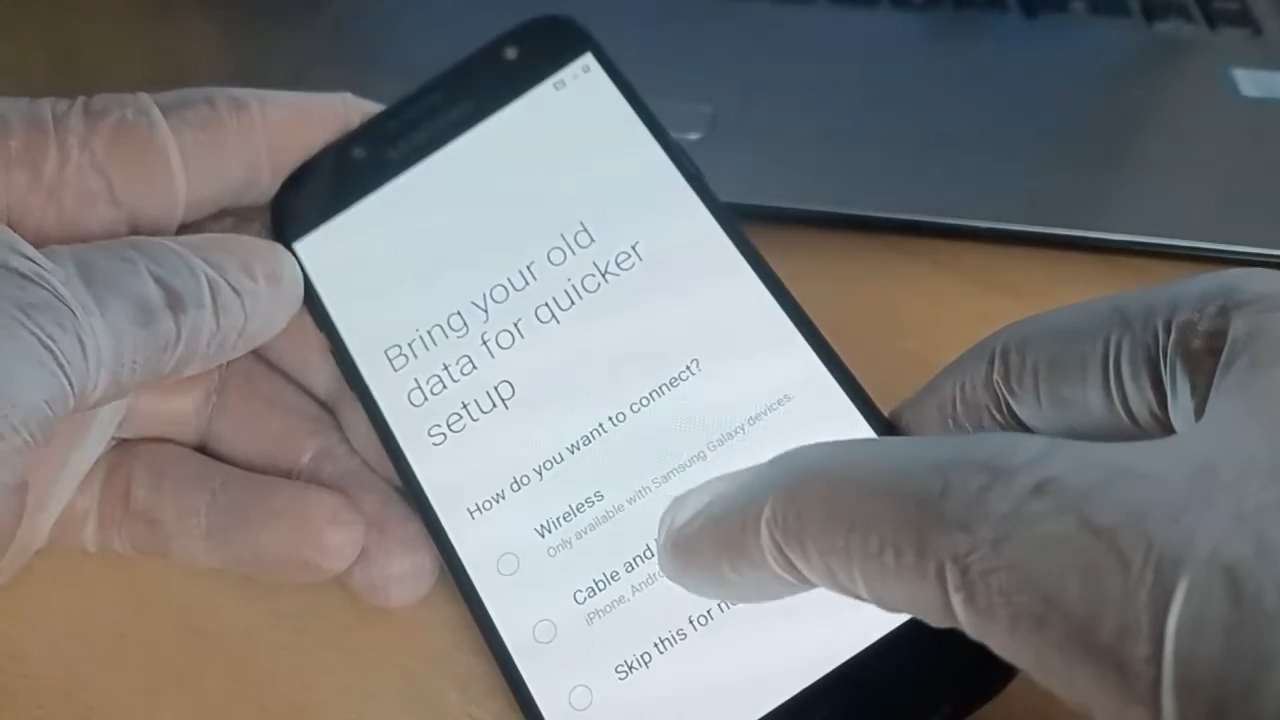 Bring your old
data for quicker
setup
How do you want to connect?
Wireless
Only available with Samsung Galaxy devices.
Cable and
iPhone,
Skip this for